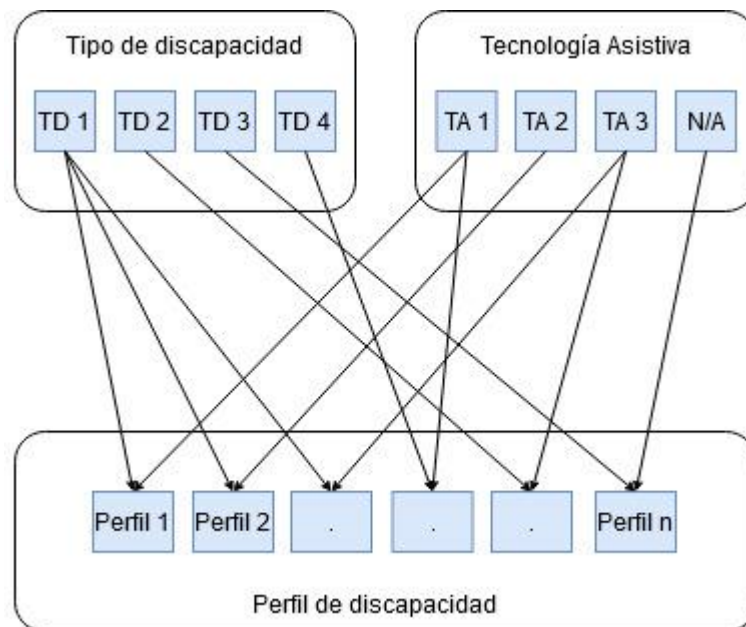 Tipo de discapacidad
Tecnología Asistiva
TD 1 TD 2 TD 3 TD 4
TA 1 TA 2 TA 3 N/A
Perfil 1 Perfil 2 . . . Perfil n
Perfil de discapacidad